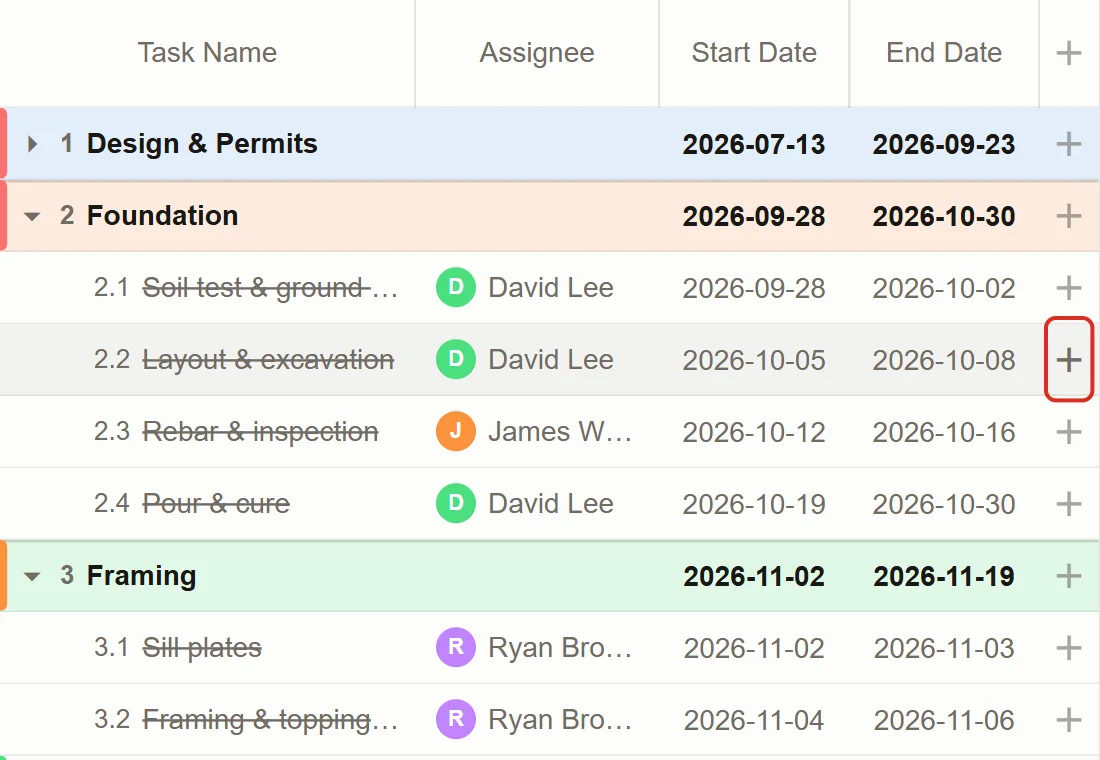 Task Name Assignee Start Date End Date +
1 Design & Permits 2026-07-13 2026-09-23 +
2 Foundation 2026-09-28 2026-10-30 +
2.1 Soil test & ground … D David Lee 2026-09-28 2026-10-02 +
2.2 Layout & excavation D David Lee 2026-10-05 2026-10-08 +
2.3 Rebar & inspection J James W… 2026-10-12 2026-10-16 +
2.4 Pour & cure D David Lee 2026-10-19 2026-10-30 +
3 Framing 2026-11-02 2026-11-19 +
3.1 Sill plates R Ryan Bro… 2026-11-02 2026-11-03 +
3.2 Framing & topping… R Ryan Bro… 2026-11-04 2026-11-06 +